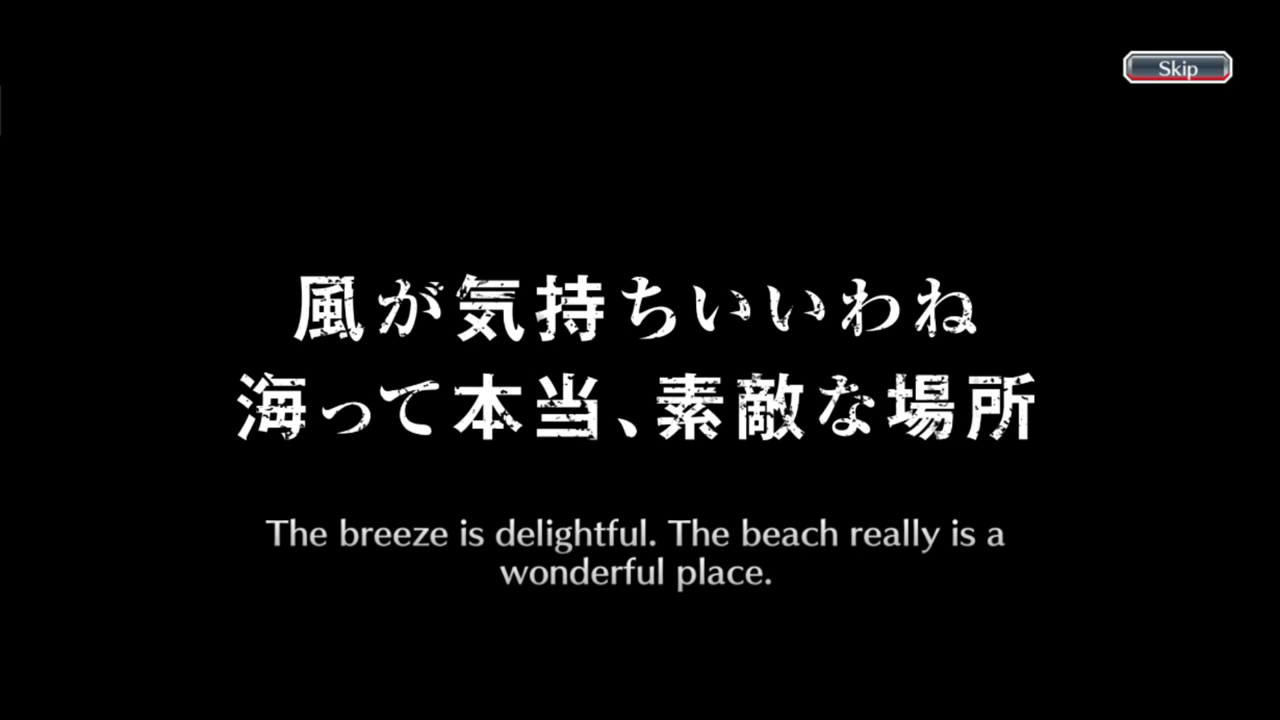 Skip
風が気持ちいいわね
海って本当、素敵な場所
The breeze is delightful. The beach really is a
wonderful place.